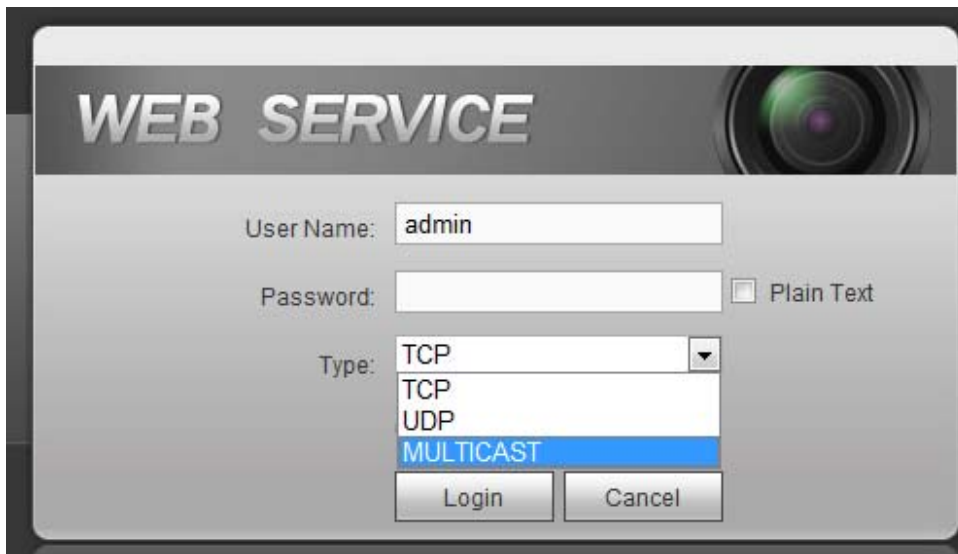 WEB SERVICE
User Name: admin
Password: Plain Text
Type: TCP
TCP
UDP
MULTICAST
Login Cancel